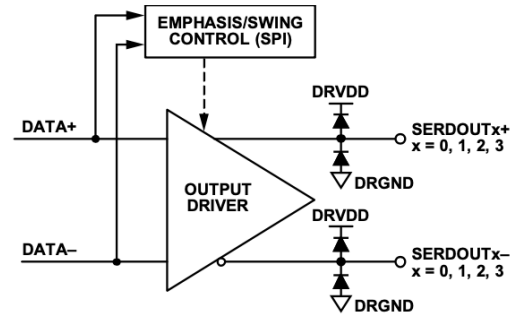 EMPHASIS/SWING
CONTROL (SPI)
DRVDD
DATA+
SERDOUTx+
x = 0, 1, 2, 3
DRGND
OUTPUT
DRIVER
DRVDD
DATA–
SERDOUTx–
x = 0, 1, 2, 3
DRGND